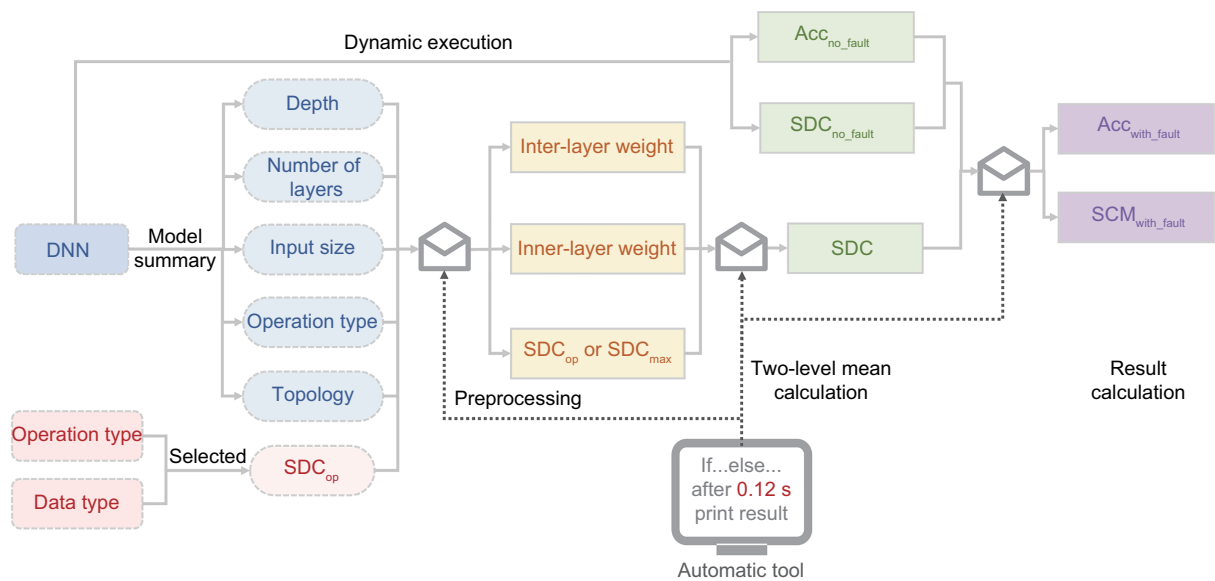 Dynamic execution
Acc_no_fault
SDC_no_fault
DNN
Model
summary
Depth
Number of
layers
Input size
Operation type
Topology
Operation type
Data type
Selected
SDC_op
Inter-layer weight
Inner-layer weight
SDC_op or SDC_max
Preprocessing
SDC
Two-level mean
calculation
Acc_with_fault
SCM_with_fault
Result
calculation
If...else...
after 0.12 s
print result
Automatic tool